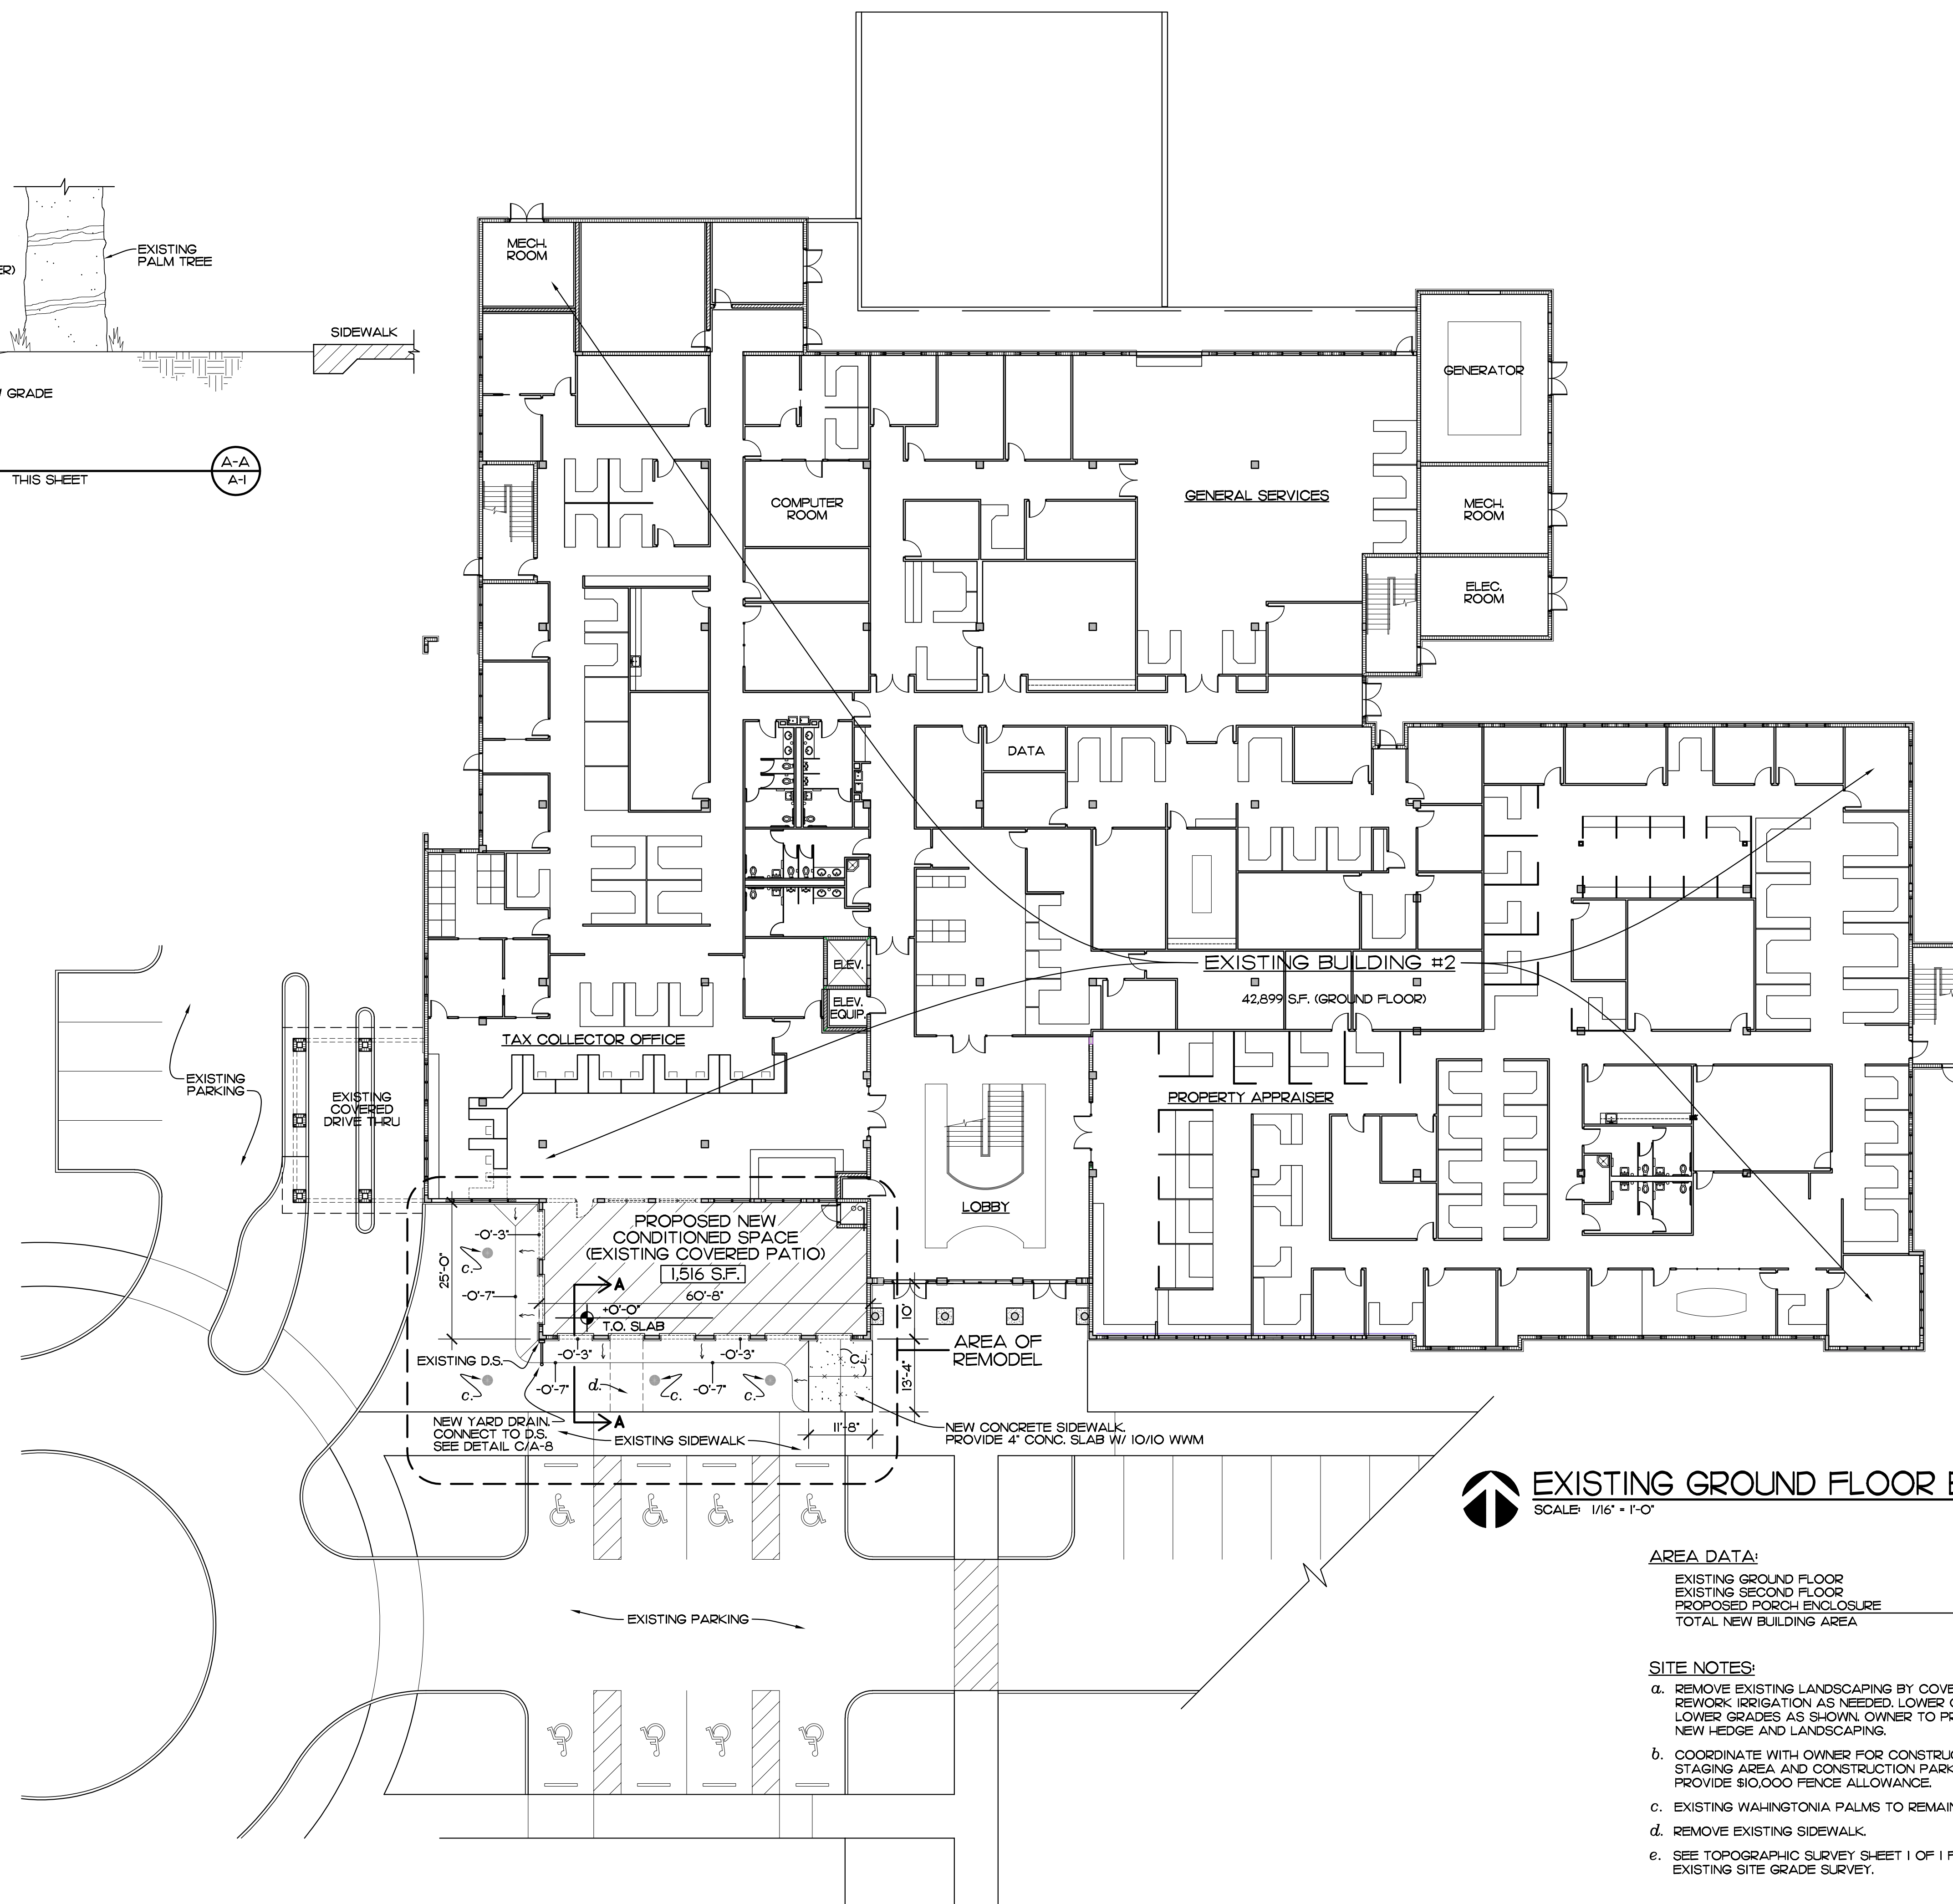 EXISTING
PALM TREE
ER)
SIDEWALK
GRADE
THIS SHEET
A-A
A-1
MECH.
ROOM
GENERATOR
COMPUTER
ROOM
GENERAL SERVICES
MECH.
ROOM
ELEC.
ROOM
DATA
ELEV.
ELEV.
EQUIP.
EXISTING BUILDING #2
42,899 S.F. (GROUND FLOOR)
TAX COLLECTOR OFFICE
EXISTING
PARKING
EXISTING
COVERED
DRIVE THRU
PROPERTY APPRAISER
LOBBY
PROPOSED NEW
CONDITIONED SPACE
(EXISTING COVERED PATIO)
1,516 S.F.
60'-8"
25'-0"
-0'-3"
c.
-0'-7"
A
+0'-0"
T.O. SLAB
10'
AREA OF
REMODEL
EXISTING D.S.
-0'-3"
-0'-3"
C.J.
13'-4"
c.
-0'-7"
d.
c.
-0'-7"
c.
A
NEW YARD DRAIN.
CONNECT TO D.S.
SEE DETAIL C/A-8
EXISTING SIDEWALK
11'-8"
NEW CONCRETE SIDEWALK.
PROVIDE 4" CONC. SLAB W/ 10/10 WWM
EXISTING PARKING
EXISTING GROUND FLOOR
SCALE: 1/16" = 1'-0"
AREA DATA:
EXISTING GROUND FLOOR
EXISTING SECOND FLOOR
PROPOSED PORCH ENCLOSURE
TOTAL NEW BUILDING AREA
SITE NOTES:
a. REMOVE EXISTING LANDSCAPING BY COVE
REWORK IRRIGATION AS NEEDED. LOWER
LOWER GRADES AS SHOWN. OWNER TO PR
NEW HEDGE AND LANDSCAPING.
b. COORDINATE WITH OWNER FOR CONSTRUC
STAGING AREA AND CONSTRUCTION PARK
PROVIDE $10,000 FENCE ALLOWANCE.
c. EXISTING WAHINGTONIA PALMS TO REMAIN
d. REMOVE EXISTING SIDEWALK.
e. SEE TOPOGRAPHIC SURVEY SHEET 1 OF 1 F
EXISTING SITE GRADE SURVEY.